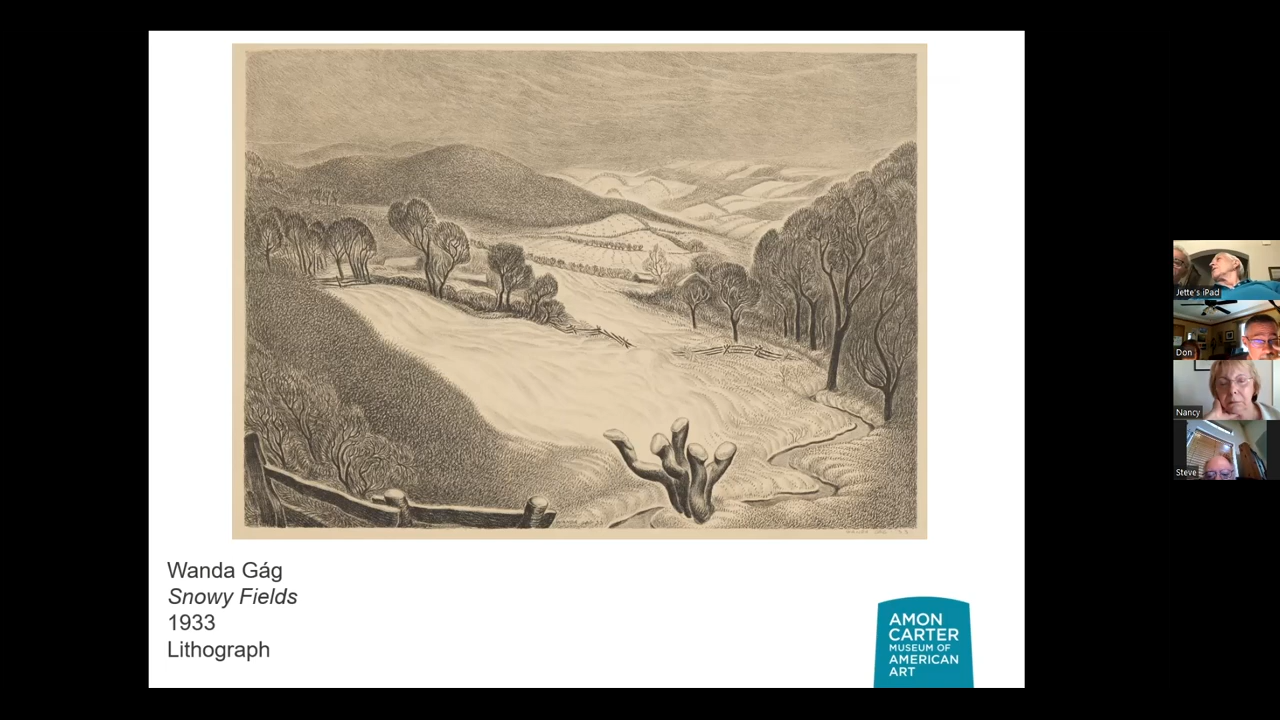 Wanda Gág
Snowy Fields
1933
Lithograph
AMON
CARTER
MUSEUM OF
AMERICAN
ART
Jette's iPad
Don
Nancy
Steve